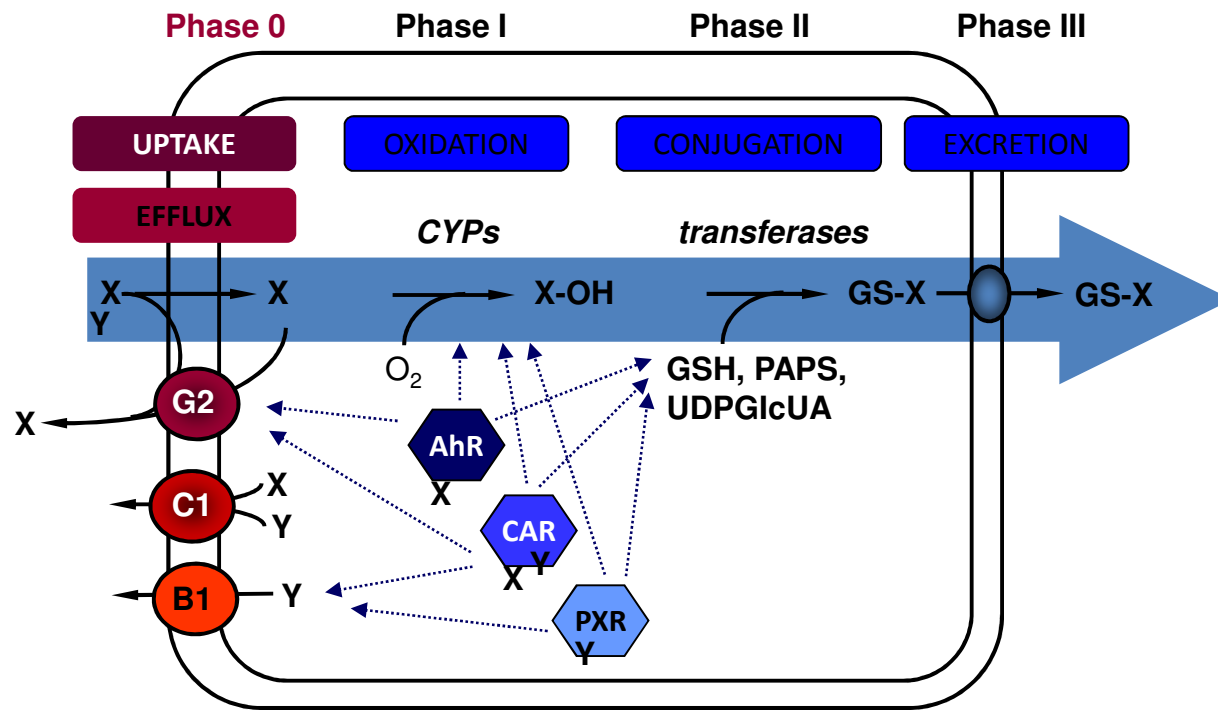 Phase 0 Phase I Phase II Phase III
UPTAKE OXIDATION CONJUGATION EXCRETION
EFFLUX
CYPs transferases
X X X-OH GS-X GS-X
Y
O2
GSH, PAPS,
UDPGlcUA
G2
X
AhR
X
C1 X
Y
CAR
X Y
B1 Y
PXR
Y